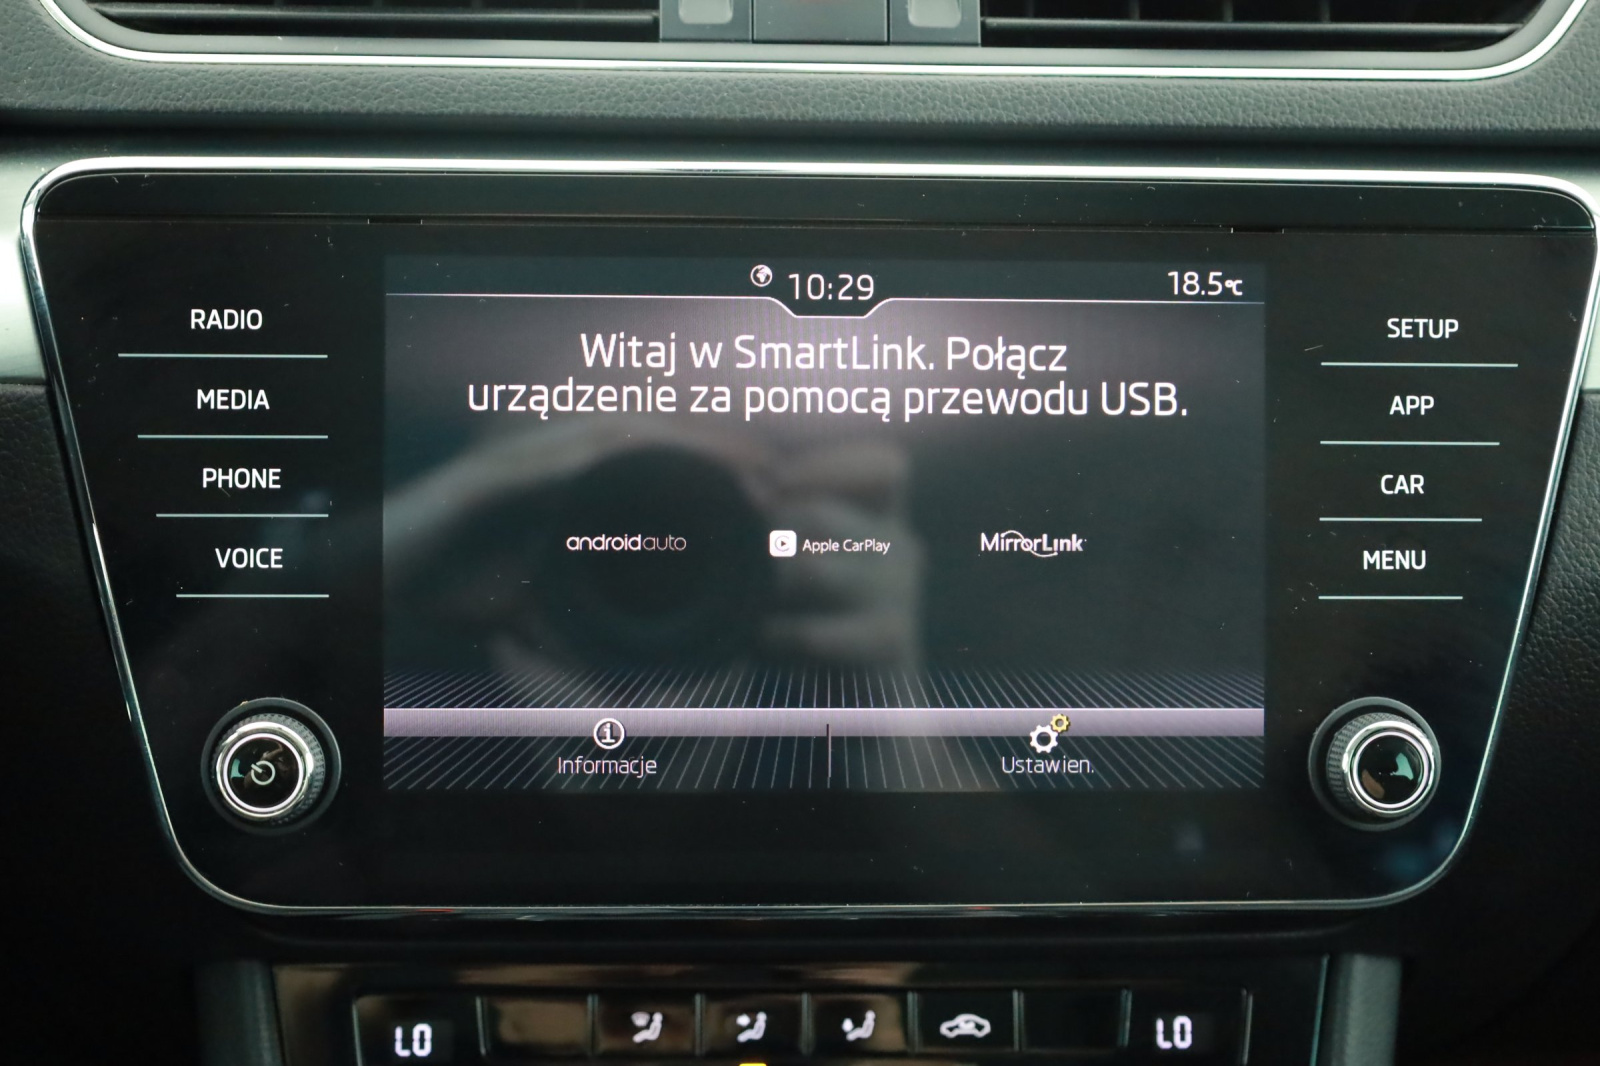 10:29
18.5°C
RADIO
MEDIA
PHONE
VOICE
Witaj w SmartLink. Połącz
urządzenie za pomocą przewodu USB.
androidauto
Apple CarPlay
MirrorLink
Informacje
Ustawien.
SETUP
APP
CAR
MENU
LO
LO